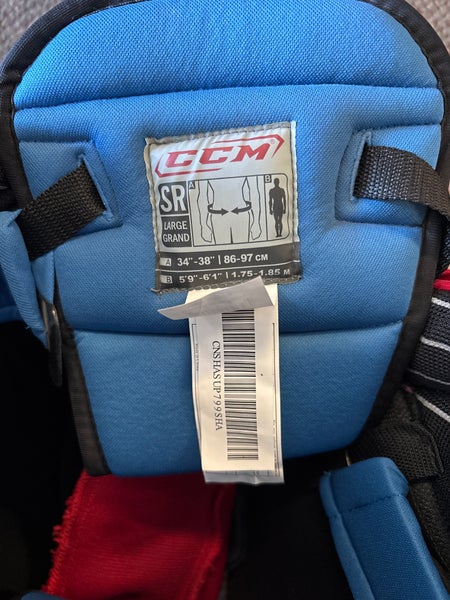 CCM
SR
A
B
LARGE
GRAND
A 34"-38" | 86-97 CM
B 5'9"-6'1" | 1.75-1.85 M
CNSHASUP799SHA